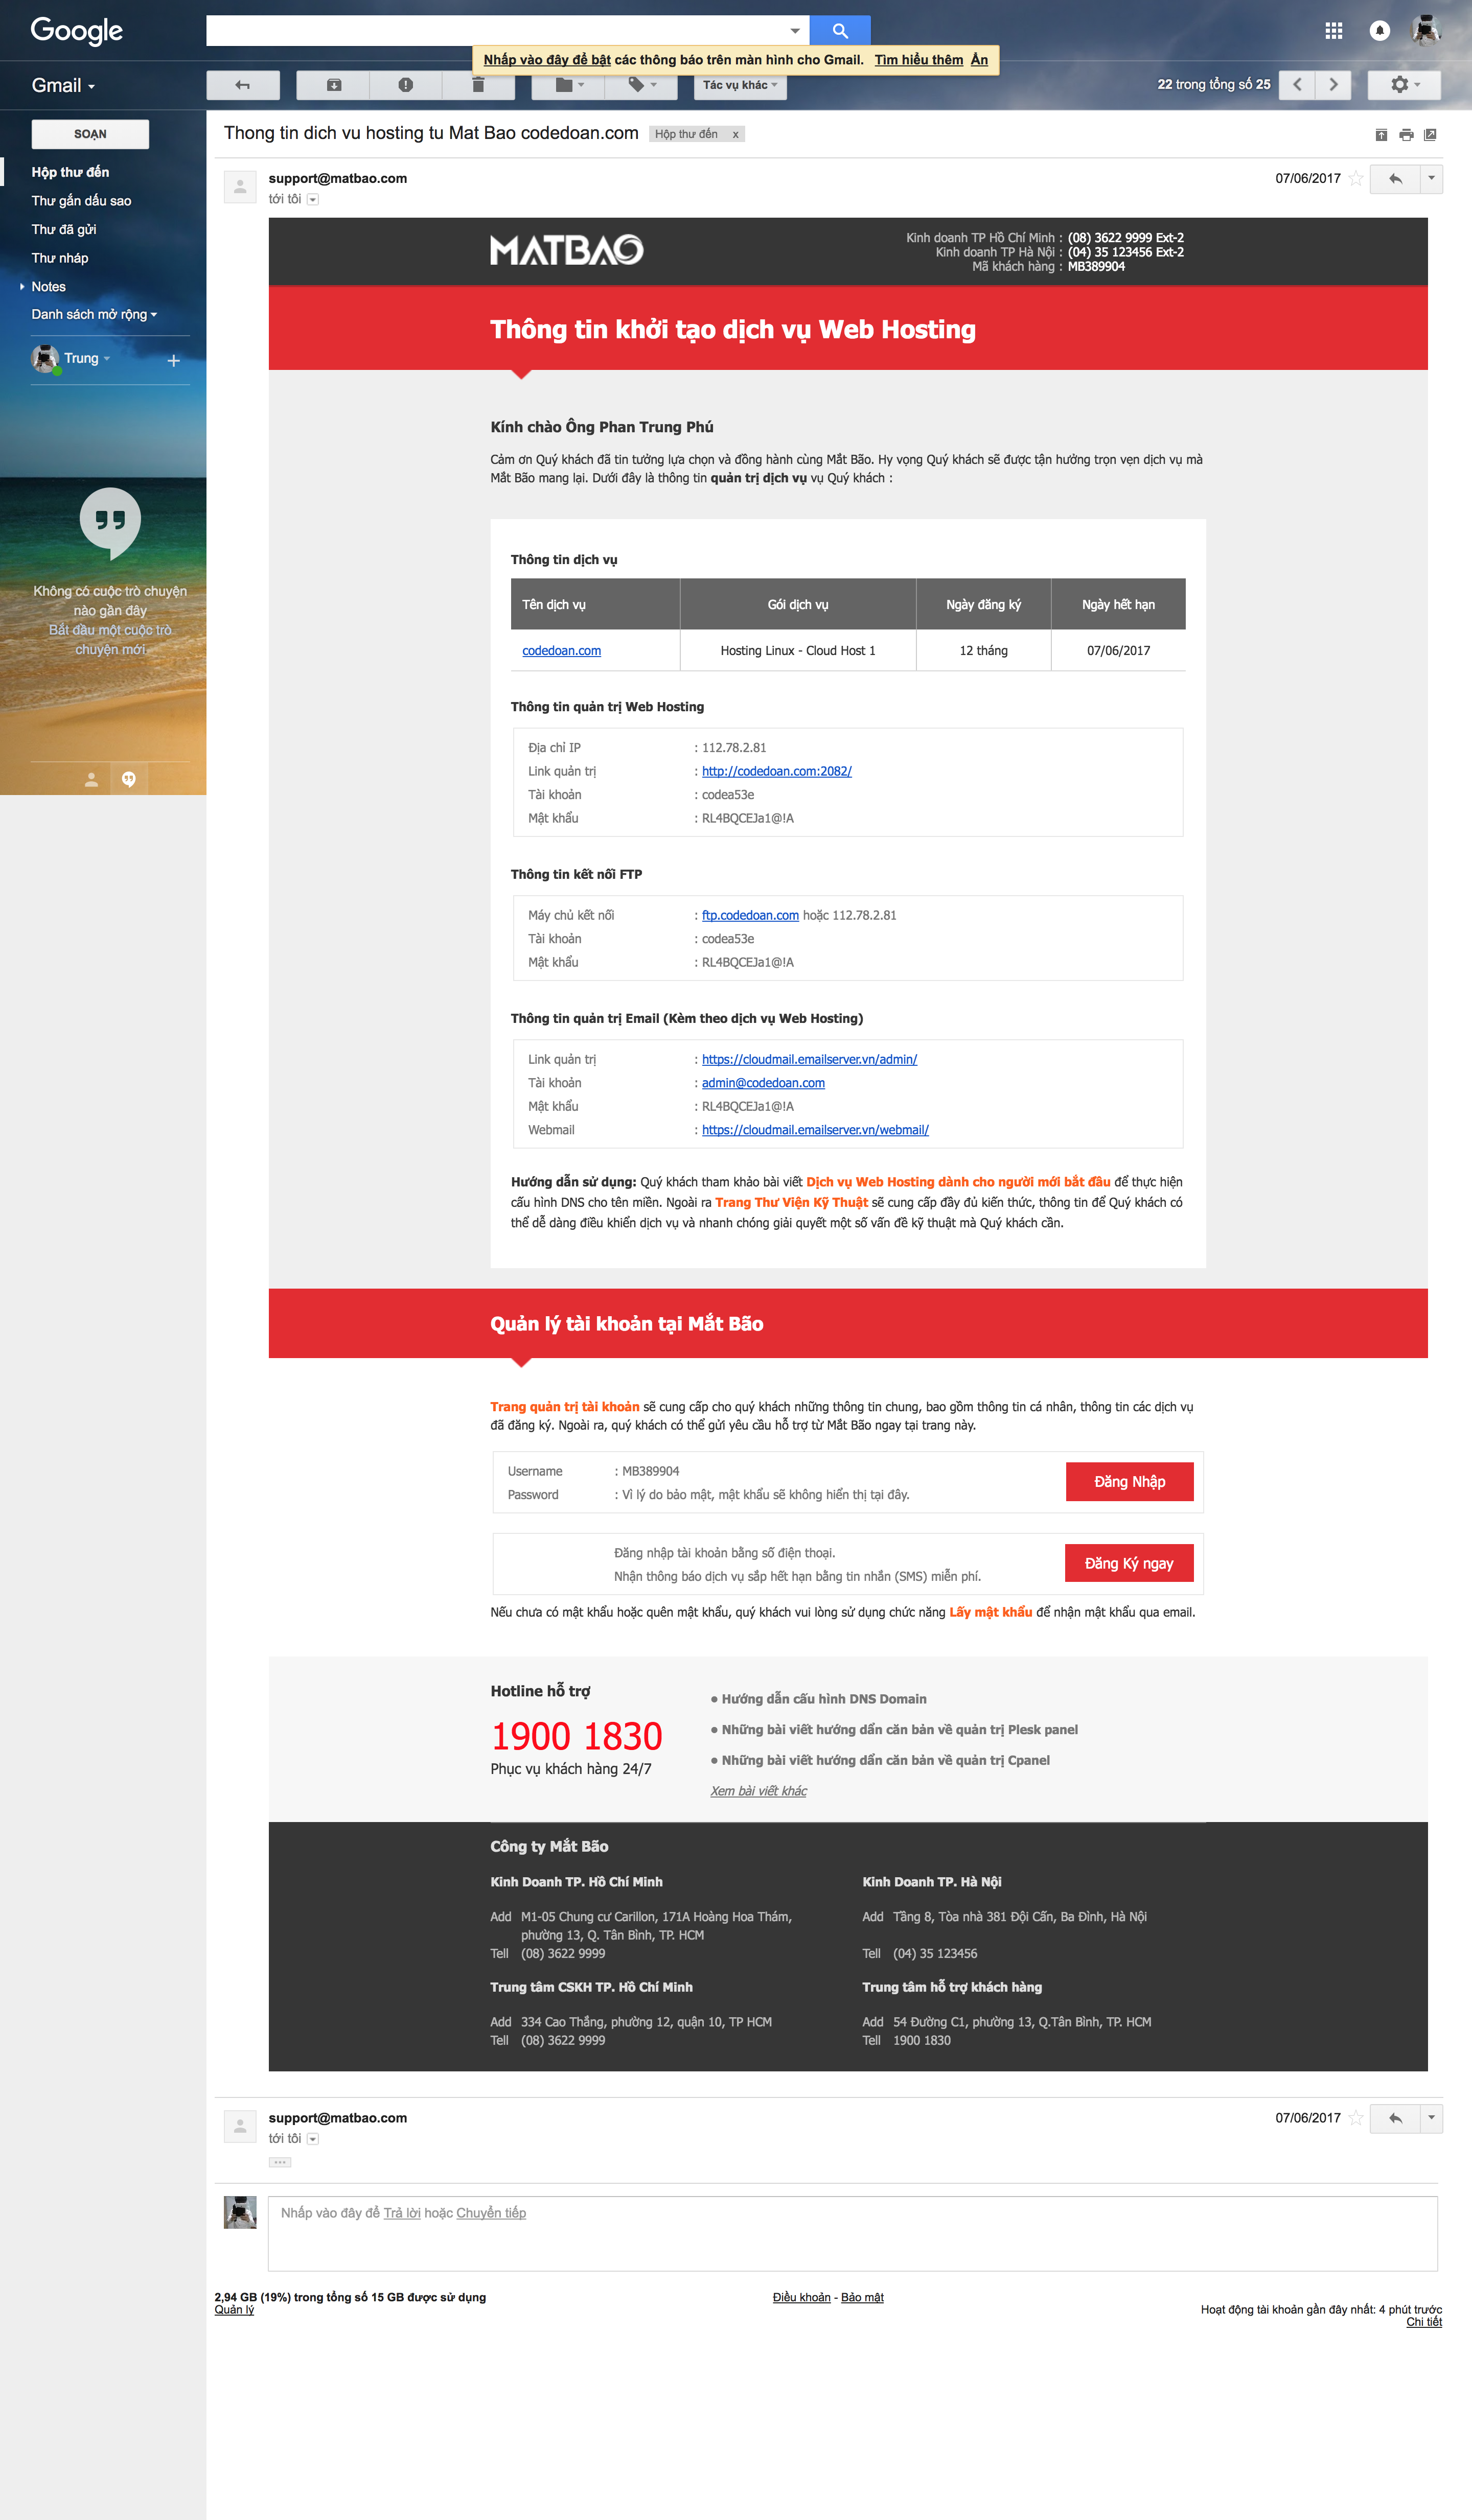 Google
Nhấp vào đây để bật các thông báo trên màn hình cho Gmail. Tìm hiểu thêm Ẩn
Gmail
Tác vụ khác
22 trong tổng số 25
SOẠN
Hộp thư đến
Thư gắn dấu sao
Thư đã gửi
Thư nháp
Notes
Danh sách mở rộng
Trung
Không có cuộc trò chuyện
nào gần đây
Bắt đầu một cuộc trò
chuyện mới
Thong tin dich vu hosting tu Mat Bao codedoan.com Hộp thư đến x
support@matbao.com 07/06/2017
tới tôi
MATBAO
Kinh doanh TP Hồ Chí Minh : (08) 3622 9999 Ext-2
Kinh doanh TP Hà Nội : (04) 35 123456 Ext-2
Mã khách hàng : MB389904
Thông tin khởi tạo dịch vụ Web Hosting
Kính chào Ông Phan Trung Phú
Cảm ơn Quý khách đã tin tưởng lựa chọn và đồng hành cùng Mắt Bão. Hy vọng Quý khách sẽ được tận hưởng trọn vẹn dịch vụ mà
Mắt Bão mang lại. Dưới đây là thông tin quản trị dịch vụ vụ Quý khách :
Thông tin dịch vụ
Tên dịch vụ Gói dịch vụ Ngày đăng ký Ngày hết hạn
codedoan.com Hosting Linux - Cloud Host 1 12 tháng 07/06/2017
Thông tin quản trị Web Hosting
Địa chỉ IP : 112.78.2.81
Link quản trị : http://codedoan.com:2082/
Tài khoản : codea53e
Mật khẩu : RL4BQCEJa1@!A
Thông tin kết nối FTP
Máy chủ kết nối : ftp.codedoan.com hoặc 112.78.2.81
Tài khoản : codea53e
Mật khẩu : RL4BQCEJa1@!A
Thông tin quản trị Email (Kèm theo dịch vụ Web Hosting)
Link quản trị : https://cloudmail.emailserver.vn/admin/
Tài khoản : admin@codedoan.com
Mật khẩu : RL4BQCEJa1@!A
Webmail : https://cloudmail.emailserver.vn/webmail/
Hướng dẫn sử dụng: Quý khách tham khảo bài viết Dịch vụ Web Hosting dành cho người mới bắt đầu để thực hiện
cấu hình DNS cho tên miền. Ngoài ra Trang Thư Viện Kỹ Thuật sẽ cung cấp đầy đủ kiến thức, thông tin để Quý khách có
thể dễ dàng điều khiển dịch vụ và nhanh chóng giải quyết một số vấn đề kỹ thuật mà Quý khách cần.
Quản lý tài khoản tại Mắt Bão
Trang quản trị tài khoản sẽ cung cấp cho quý khách những thông tin chung, bao gồm thông tin cá nhân, thông tin các dịch vụ
đã đăng ký. Ngoài ra, quý khách có thể gửi yêu cầu hỗ trợ từ Mắt Bão ngay tại trang này.
Username : MB389904
Password : Vì lý do bảo mật, mật khẩu sẽ không hiển thị tại đây.
Đăng Nhập
Đăng nhập tài khoản bằng số điện thoại.
Nhận thông báo dịch vụ sắp hết hạn bằng tin nhắn (SMS) miễn phí.
Đăng Ký ngay
Nếu chưa có mật khẩu hoặc quên mật khẩu, quý khách vui lòng sử dụng chức năng Lấy mật khẩu để nhận mật khẩu qua email.
Hotline hỗ trợ
1900 1830
Phục vụ khách hàng 24/7
• Hướng dẫn cấu hình DNS Domain
• Những bài viết hướng dẩn căn bản về quản trị Plesk panel
• Những bài viết hướng dẩn căn bản về quản trị Cpanel
Xem bài viết khác
Công ty Mắt Bão
Kinh Doanh TP. Hồ Chí Minh
Add M1-05 Chung cư Carillon, 171A Hoàng Hoa Thám,
phường 13, Q. Tân Bình, TP. HCM
Tell (08) 3622 9999
Kinh Doanh TP. Hà Nội
Add Tầng 8, Tòa nhà 381 Đội Cấn, Ba Đình, Hà Nội
Tell (04) 35 123456
Trung tâm CSKH TP. Hồ Chí Minh
Add 334 Cao Thắng, phường 12, quận 10, TP HCM
Tell (08) 3622 9999
Trung tâm hỗ trợ khách hàng
Add 54 Đường C1, phường 13, Q.Tân Bình, TP. HCM
Tell 1900 1830
support@matbao.com 07/06/2017
tới tôi
Nhấp vào đây để Trả lời hoặc Chuyển tiếp
2,94 GB (19%) trong tổng số 15 GB được sử dụng
Quản lý
Điều khoản - Bảo mật
Hoạt động tài khoản gần đây nhất: 4 phút trước
Chi tiết